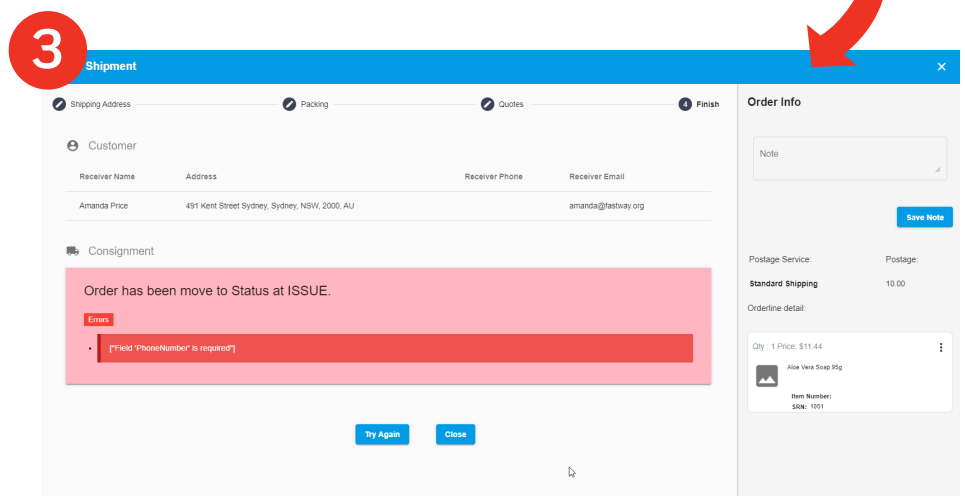 3
Shipment
Shipping Address
Packing
Quotes
4 Finish
Customer
Receiver Name Address Receiver Phone Receiver Email
Amanda Price 491 Kent Street Sydney, Sydney, NSW, 2000, AU amanda@fastway.org
Consignment
Order has been move to Status at ISSUE.
Errors
["Field 'PhoneNumber' is required"]
Try Again Close
Order Info
Note
Save Note
Postage Service: Postage:
Standard Shipping 10.00
Orderline detail:
Qty : 1 Price: $11.44
Aloe Vera Soap 95g
Item Number:
SRN: 1001